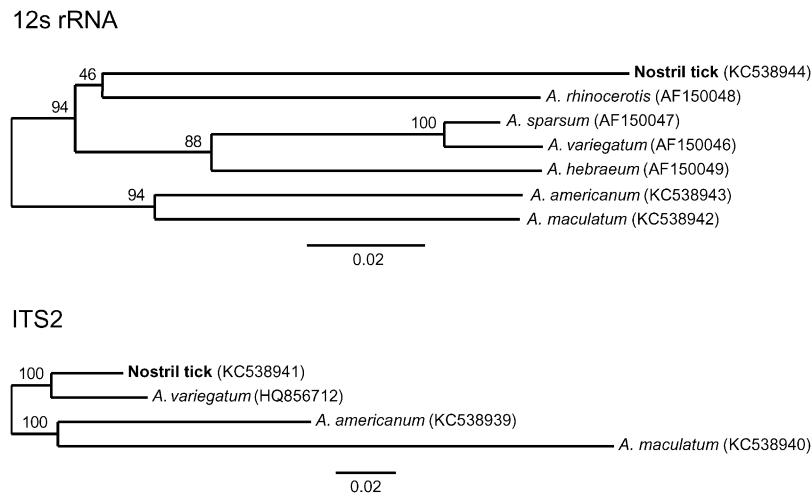 12s rRNA
46
Nostril tick (KC538944)
A. rhinocerotis (AF150048)
94
100
A. sparsum (AF150047)
88
A. variegatum (AF150046)
A. hebraeum (AF150049)
94
A. americanum (KC538943)
A. maculatum (KC538942)
0.02
ITS2
100
Nostril tick (KC538941)
A. variegatum (HQ856712)
100
A. americanum (KC538939)
A. maculatum (KC538940)
0.02